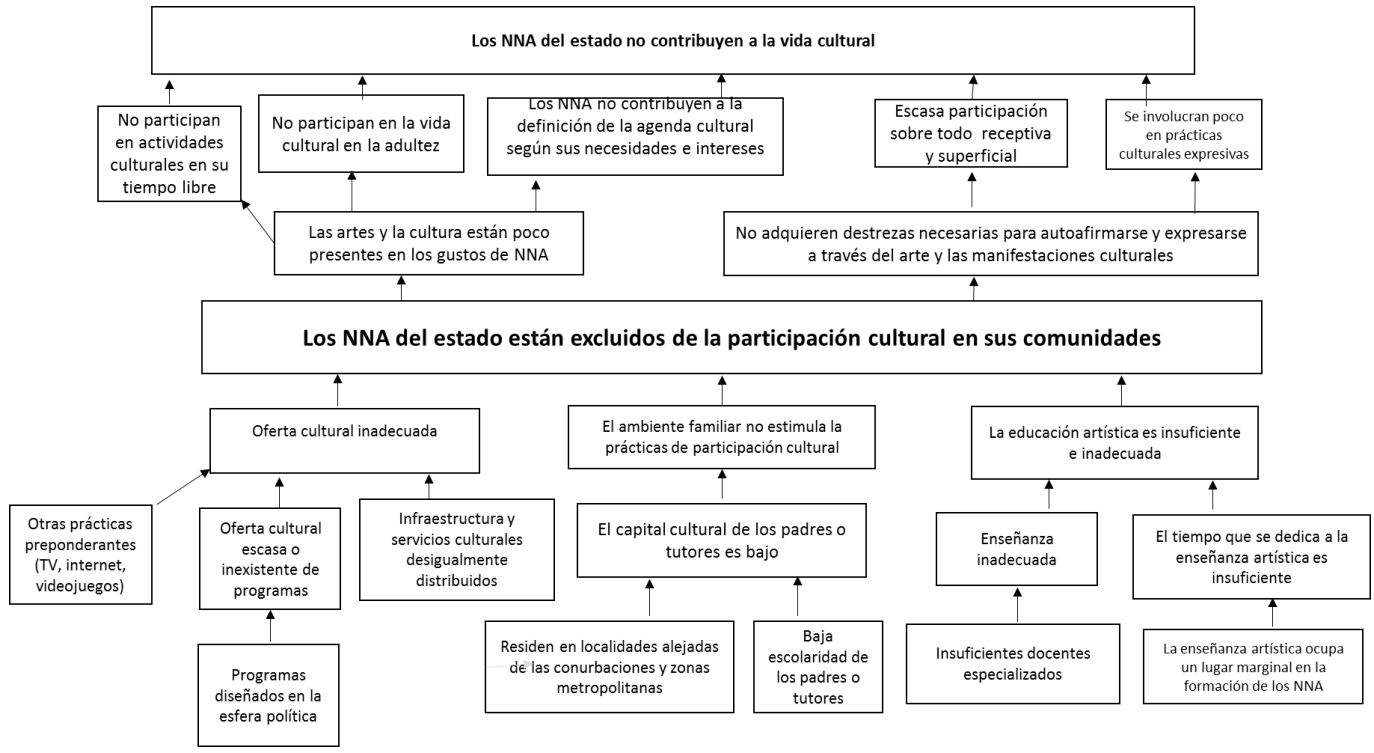 Los NNA del estado no contribuyen a la vida cultural
No participan
en actividades
culturales en su
tiempo libre
No participan en la vida
cultural en la adultez
Los NNA no contribuyen a la
definición de la agenda cultural
según sus necesidades e intereses
Escasa participación
sobre todo receptiva
y superficial
Se involucran poco
en prácticas
culturales expresivas
Las artes y la cultura están poco
presentes en los gustos de NNA
No adquieren destrezas necesarias para autoafirmarse y expresarse
a través del arte y las manifestaciones culturales
Los NNA del estado están excluidos de la participación cultural en sus comunidades
Oferta cultural inadecuada
El ambiente familiar no estimula la
prácticas de participación cultural
La educación artística es insuficiente
e inadecuada
Otras prácticas
preponderantes
(TV, internet,
videojuegos)
Oferta cultural
escasa o
inexistente de
programas
Infraestructura y
servicios culturales
desigualmente
distribuidos
El capital cultural de los padres o
tutores es bajo
Enseñanza
inadecuada
El tiempo que se dedica a la
enseñanza artística es
insuficiente
Programas
diseñados en la
esfera política
Residen en localidades alejadas
de las conurbaciones y zonas
metropolitanas
Baja
escolaridad de
los padres o
tutores
Insuficientes docentes
especializados
La enseñanza artística ocupa
un lugar marginal en la
formación de los NNA